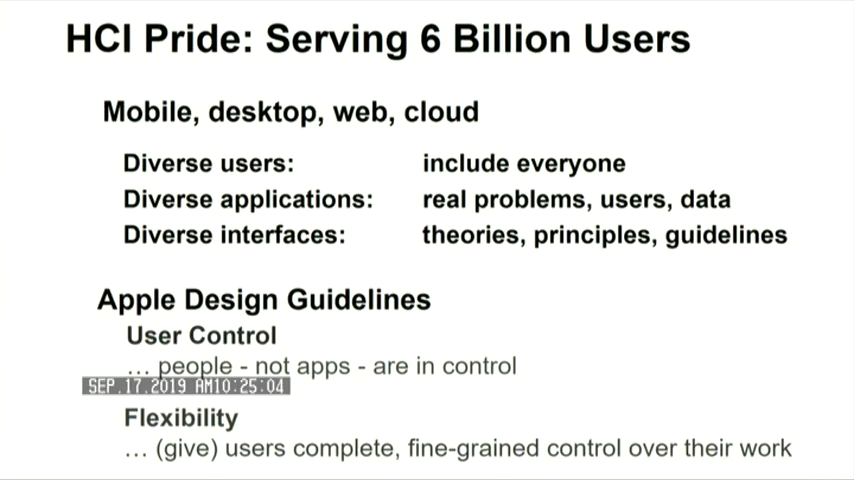 HCI Pride: Serving 6 Billion Users
Mobile, desktop, web, cloud
Diverse users: include everyone
Diverse applications: real problems, users, data
Diverse interfaces: theories, principles, guidelines
Apple Design Guidelines
User Control
… people - not apps - are in control
SEP.17.2019 AM10:25:04
Flexibility
… (give) users complete, fine-grained control over their work